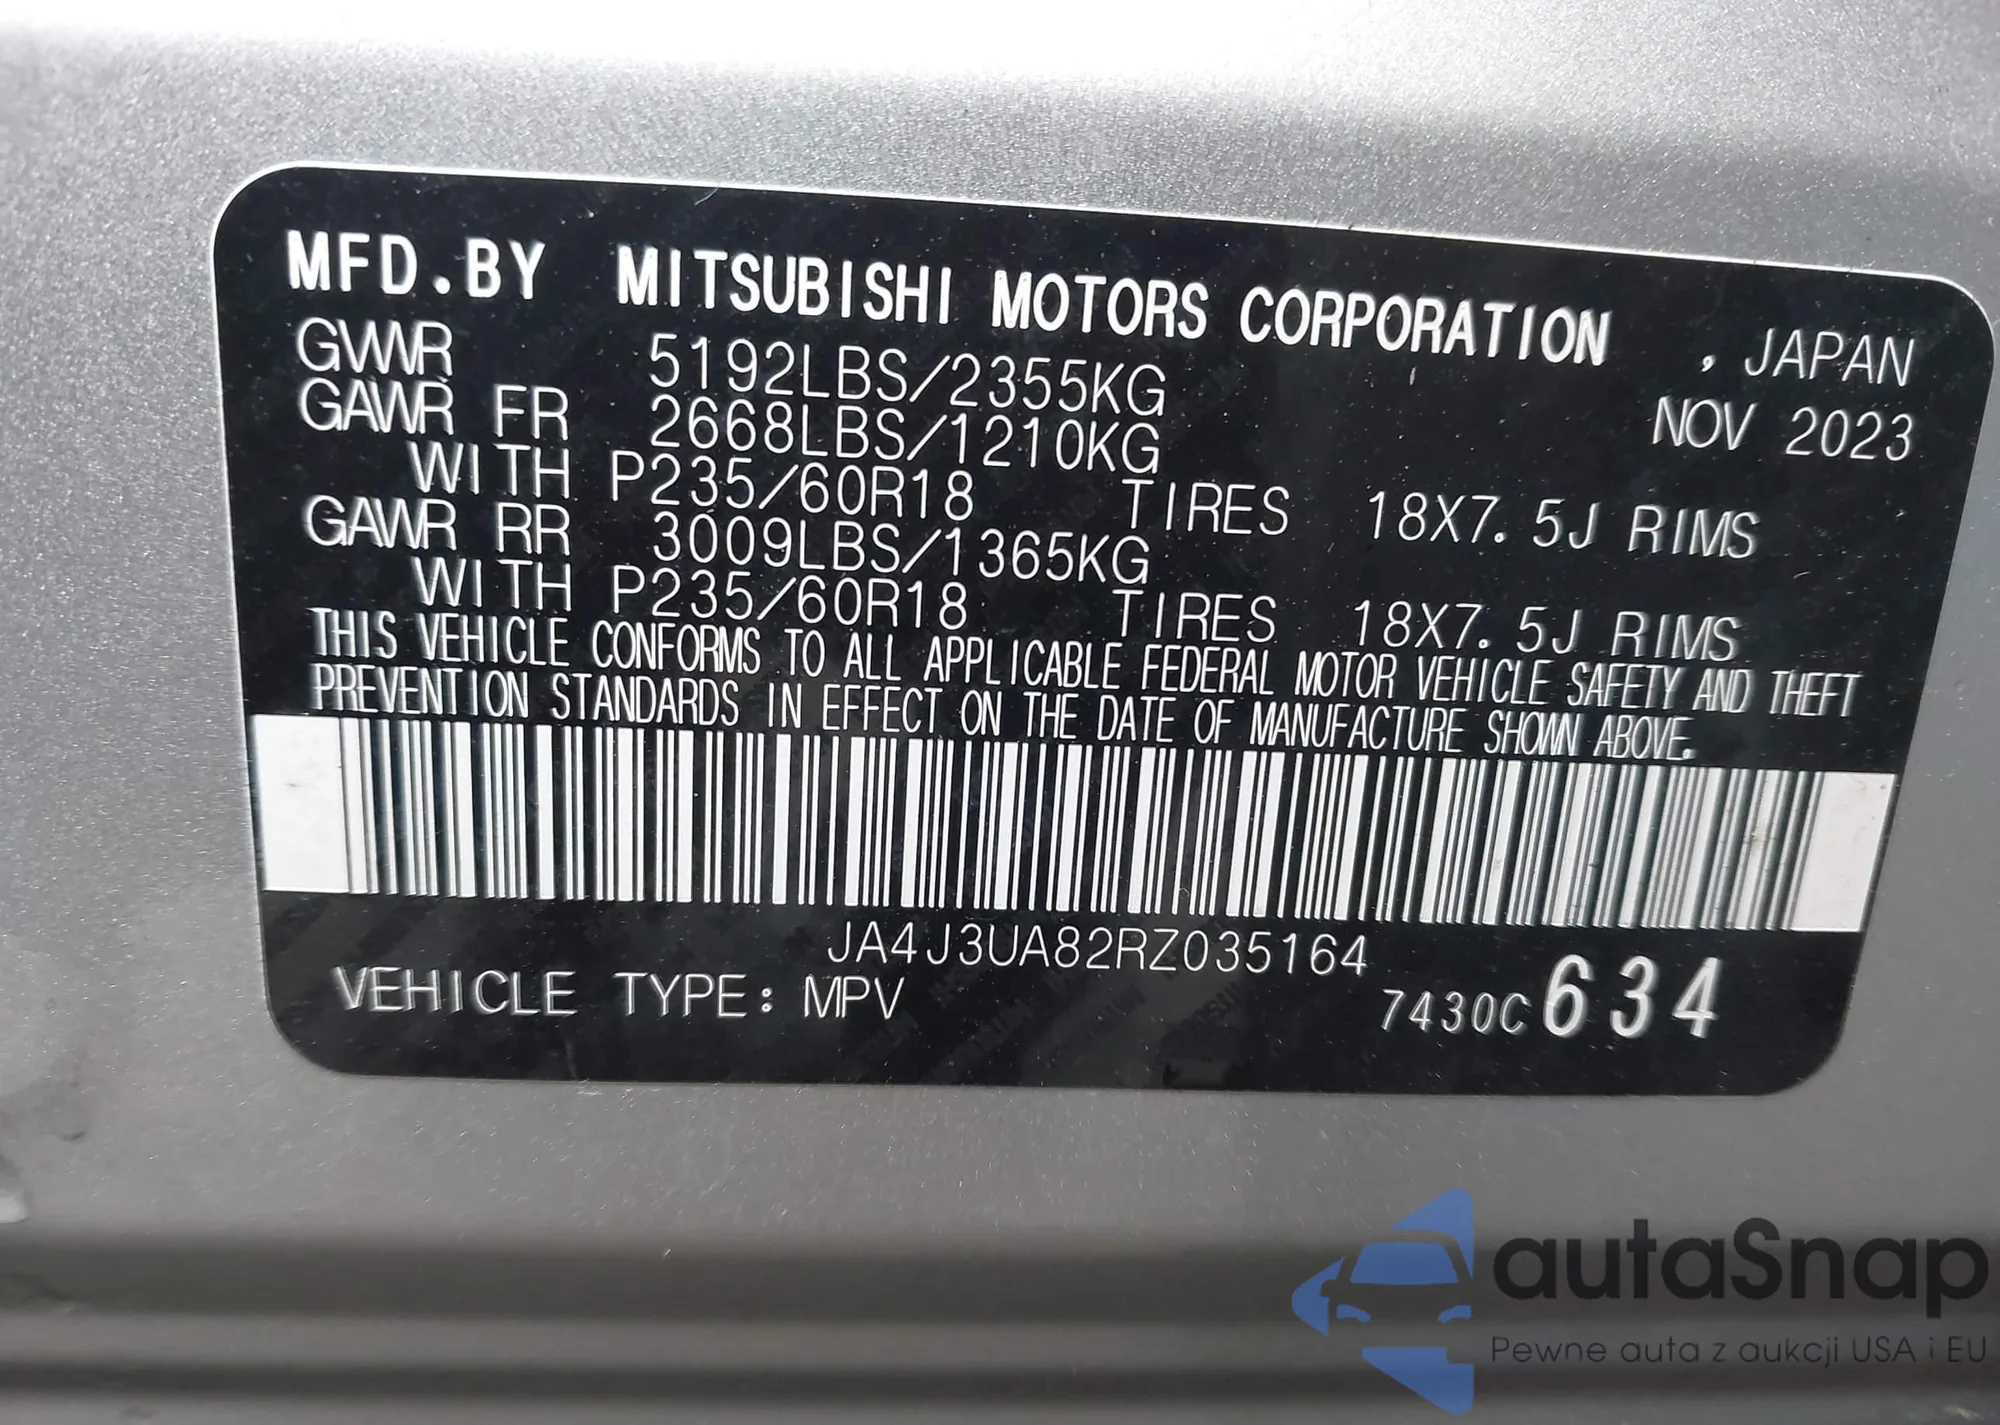 MFD.BY MITSUBISHI MOTORS CORPORATION , JAPAN
GVWR 5192LBS/2355KG NOV 2023
GAWR FR 2668LBS/1210KG
WITH P235/60R18 TIRES 18X7.5J RIMS
GAWR RR 3009LBS/1365KG
WITH P235/60R18 TIRES 18X7.5J RIMS
THIS VEHICLE CONFORMS TO ALL APPLICABLE FEDERAL MOTOR VEHICLE SAFETY AND THEFT
PREVENTION STANDARDS IN EFFECT ON THE DATE OF MANUFACTURE SHOWN ABOVE.
JA4J3UA82RZ035164
VEHICLE TYPE: MPV 7430C634
autaSnap
Pewne auta z aukcji USA i EU